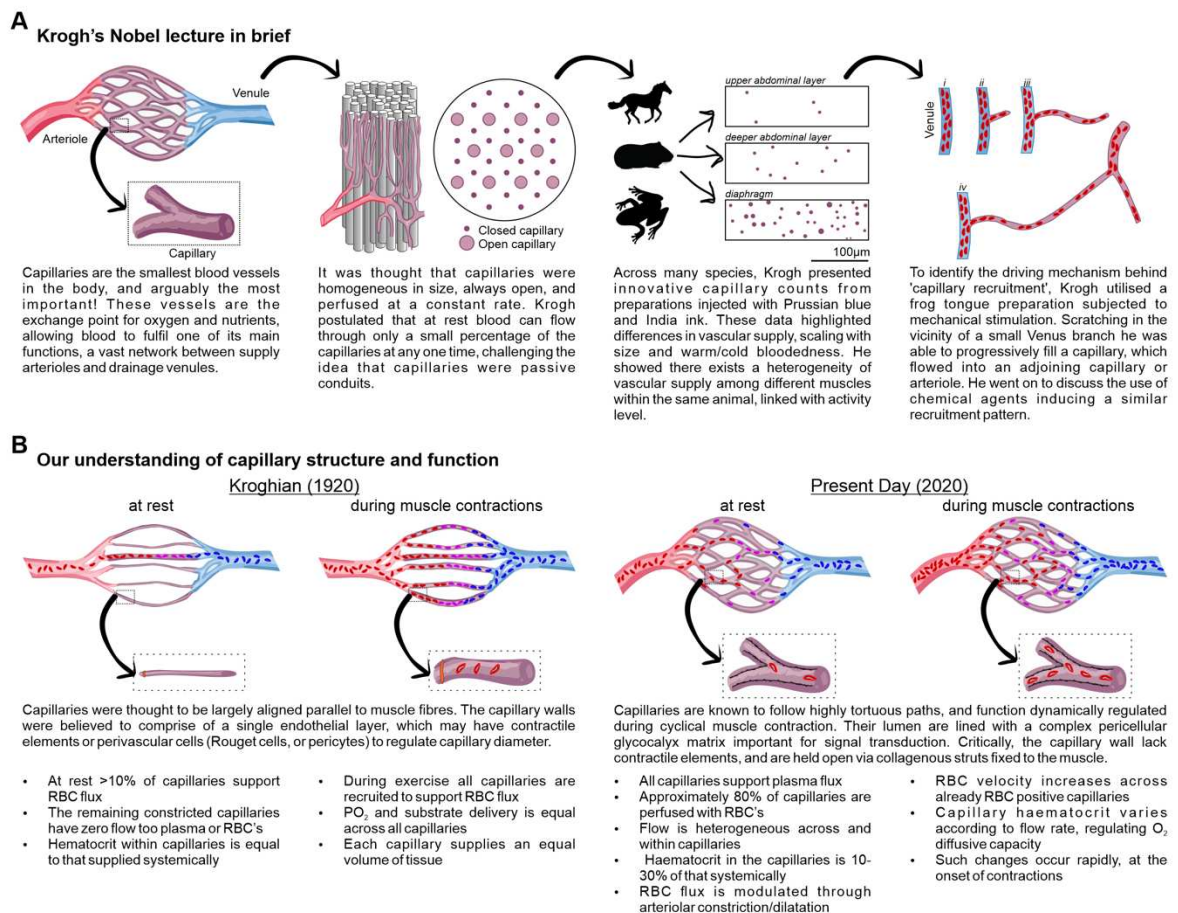 A
Krogh's Nobel lecture in brief
Venule
Arteriole
Capillary
Capillaries are the smallest blood vessels
in the body, and arguably the most
important! These vessels are the
exchange point for oxygen and nutrients,
allowing blood to fulfil one of its main
functions, a vast network between supply
arterioles and drainage venules.
Closed capillary
Open capillary
It was thought that capillaries were
homogeneous in size, always open, and
perfused at a constant rate. Krogh
postulated that at rest blood can flow
through only a small percentage of the
capillaries at any one time, challenging the
idea that capillaries were passive
conduits.
upper abdominal layer
deeper abdominal layer
diaphragm
100µm
Across many species, Krogh presented
innovative capillary counts from
preparations injected with Prussian blue
and India ink. These data highlighted
differences in vascular supply, scaling with
size and warm/cold bloodedness. He
showed there exists a heterogeneity of
vascular supply among different muscles
within the same animal, linked with activity
level.
i
ii
iii
Venule
iv
To identify the driving mechanism behind
'capillary recruitment', Krogh utilised a
frog tongue preparation subjected to
mechanical stimulation. Scratching in the
vicinity of a small Venus branch he was
able to progressively fill a capillary, which
flowed into an adjoining capillary or
arteriole. He went on to discuss the use of
chemical agents inducing a similar
recruitment pattern.
B
Our understanding of capillary structure and function
Kroghian (1920)
at rest
during muscle contractions
Capillaries were thought to be largely aligned parallel to muscle fibres. The capillary walls
were believed to comprise of a single endothelial layer, which may have contractile
elements or perivascular cells (Rouget cells, or pericytes) to regulate capillary diameter.
• At rest >10% of capillaries support
RBC flux
• The remaining constricted capillaries
have zero flow too plasma or RBC's
• Hematocrit within capillaries is equal
to that supplied systemically
• During exercise all capillaries are
recruited to support RBC flux
• PO₂ and substrate delivery is equal
across all capillaries
• Each capillary supplies an equal
volume of tissue
Present Day (2020)
at rest
during muscle contractions
Capillaries are known to follow highly tortuous paths, and function dynamically regulated
during cyclical muscle contraction. Their lumen are lined with a complex pericellular
glycocalyx matrix important for signal transduction. Critically, the capillary wall lack
contractile elements, and are held open via collagenous struts fixed to the muscle.
• All capillaries support plasma flux
• Approximately 80% of capillaries are
perfused with RBC's
• Flow is heterogeneous across and
within capillaries
• Haematocrit in the capillaries is 10-
30% of that systemically
• RBC flux is modulated through
arteriolar constriction/dilatation
• RBC velocity increases across
already RBC positive capillaries
• Capillary haematocrit varies
according to flow rate, regulating O₂
diffusive capacity
• Such changes occur rapidly, at the
onset of contractions